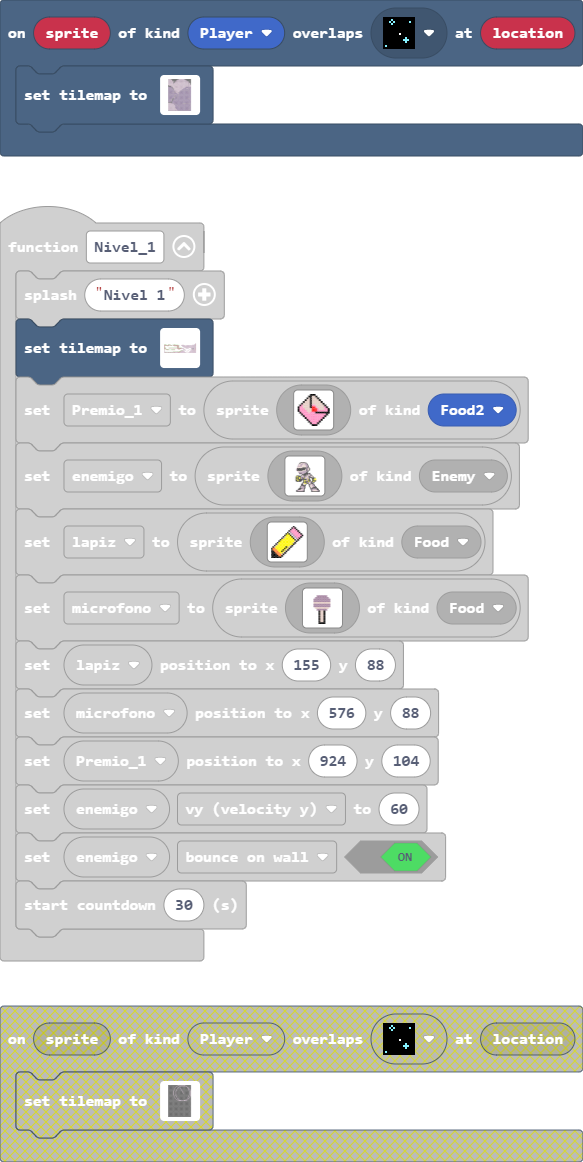 on sprite of kind Player overlaps at location
set tilemap to
function Nivel_1
splash "Nivel 1"
set tilemap to
set Premio_1 to sprite of kind Food2
set enemigo to sprite of kind Enemy
set lapiz to sprite of kind Food
set microfono to sprite of kind Food
set lapiz position to x 155 y 88
set microfono position to x 576 y 88
set Premio_1 position to x 924 y 104
set enemigo vy (velocity y) to 60
set enemigo bounce on wall ON
start countdown 30 (s)
on sprite of kind Player overlaps at location
set tilemap to